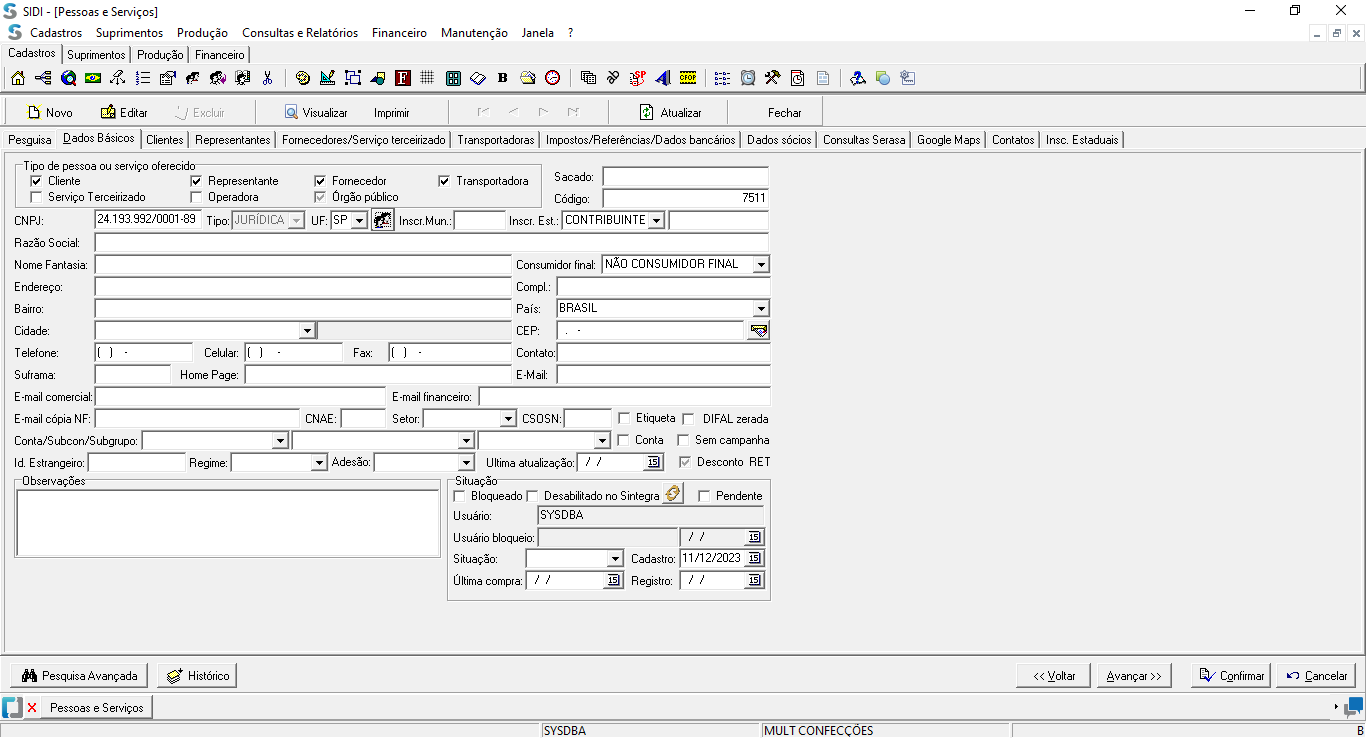 SIDI - [Pessoas e Serviços]
Cadastros Suprimentos Produção Consultas e Relatórios Financeiro Manutenção Janela ?
Cadastros Suprimentos Produção Financeiro
B SP CFOP
Novo Editar Excluir Visualizar Imprimir Atualizar Fechar
Pesquisa Dados Básicos Clientes Representantes Fornecedores/Serviço terceirizado Transportadoras Impostos/Referências/Dados bancários Dados sócios Consultas Serasa Google Maps Contatos Insc. Estaduais
Tipo de pessoa ou serviço oferecido
Cliente Representante Fornecedor Transportadora Sacado:
Serviço Terceirizado Operadora Órgão público Código: 7511
CNPJ: 24.193.992/0001-89 Tipo: JURÍDICA UF: SP Inscr.Mun.: Inscr. Est.: CONTRIBUINTE
Razão Social:
Nome Fantasia: Consumidor final: NÃO CONSUMIDOR FINAL
Endereço: Compl.:
Bairro: País: BRASIL
Cidade: CEP: . -
Telefone: ( ) - Celular: ( ) - Fax: ( ) - Contato:
Suframa: Home Page: E-Mail:
E-mail comercial: E-mail financeiro:
E-mail cópia NF: CNAE: Setor: CSOSN: Etiqueta DIFAL zerada
Conta/Subcon/Subgrupo: Conta Sem campanha
Id. Estrangeiro: Regime: Adesão: Ultima atualização: / / 15 Desconto RET
Observações Situação
Bloqueado Desabilitado no Sintegra Pendente
Usuário: SYSDBA
Usuário bloqueio: / / 15
Situação: Cadastro: 11/12/2023 15
Última compra: / / 15 Registro: / / 15
Pesquisa Avançada Histórico << Voltar Avançar >> Confirmar Cancelar
Pessoas e Serviços
SYSDBA MULT CONFECÇÕES B